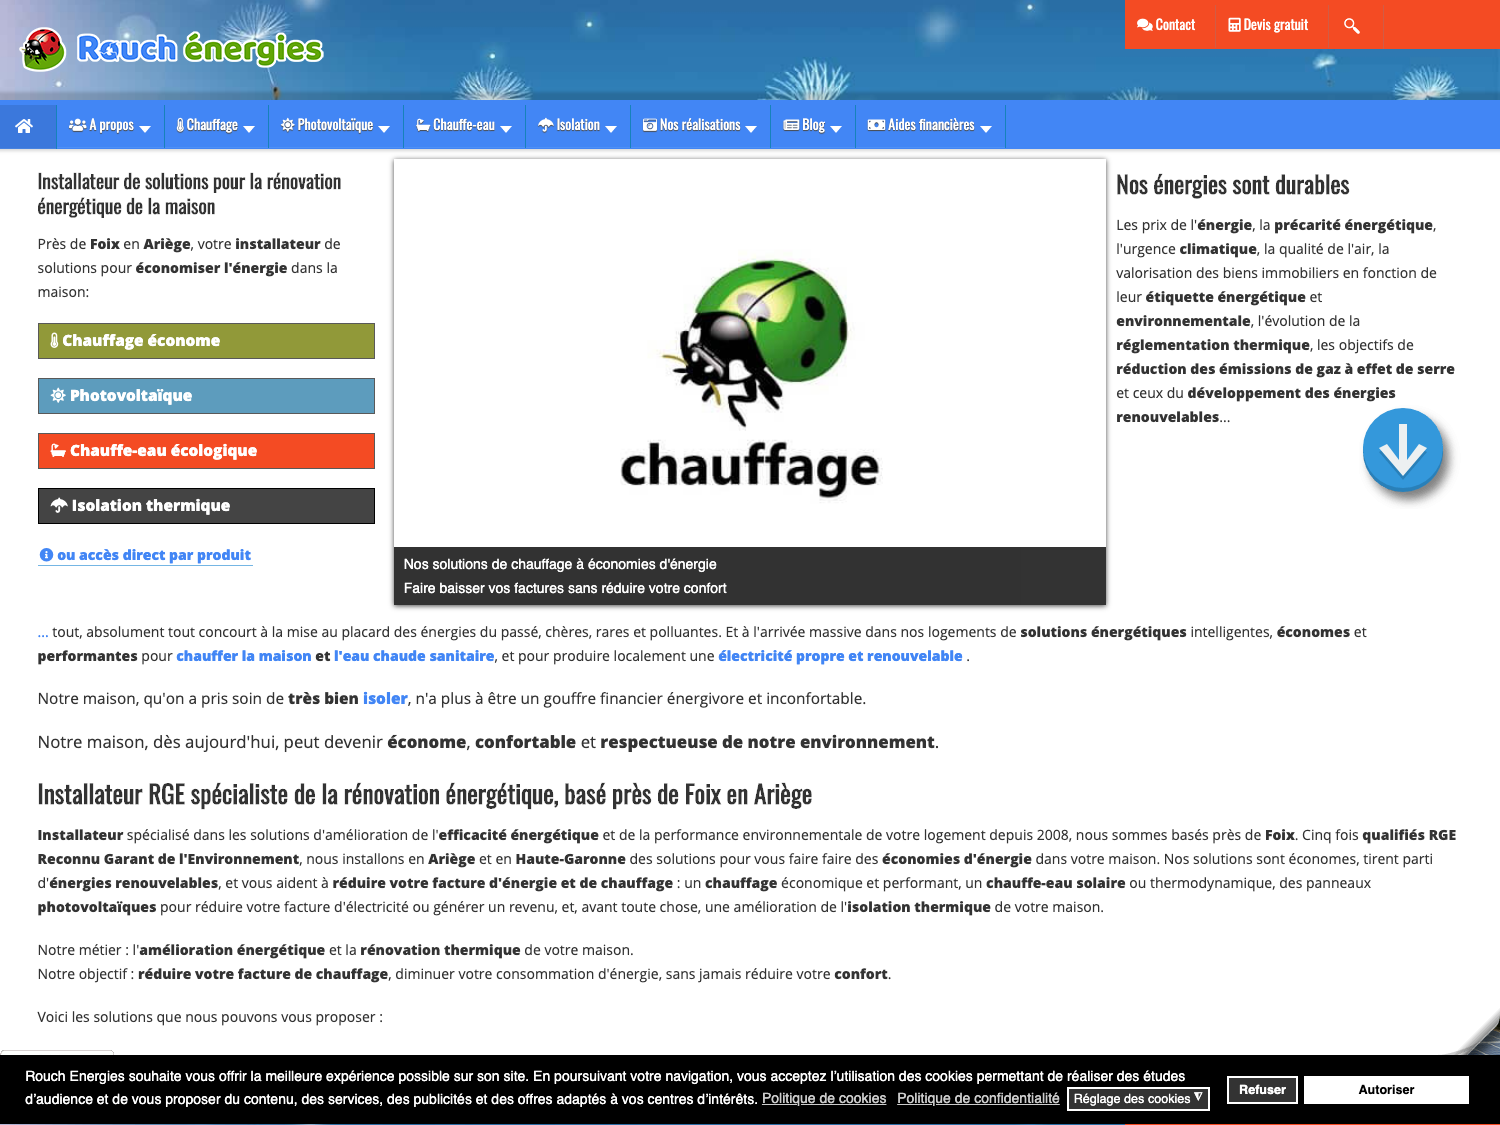 Rouch énergies
Contact
Devis gratuit
A propos
Chauffage
Photovoltaïque
Chauffe-eau
Isolation
Nos réalisations
Blog
Aides financières
Installateur de solutions pour la rénovation
énergétique de la maison
Près de Foix en Ariège, votre installateur de
solutions pour économiser l'énergie dans la
maison:
Chauffage économe
Photovoltaïque
Chauffe-eau écologique
Isolation thermique
ou accès direct par produit
chauffage
Nos solutions de chauffage à économies d'énergie
Faire baisser vos factures sans réduire votre confort
Nos énergies sont durables
Les prix de l'énergie, la précarité énergétique,
l'urgence climatique, la qualité de l'air, la
valorisation des biens immobiliers en fonction de
leur étiquette énergétique et
environnementale, l'évolution de la
réglementation thermique, les objectifs de
réduction des émissions de gaz à effet de serre
et ceux du développement des énergies
renouvelables...
... tout, absolument tout concourt à la mise au placard des énergies du passé, chères, rares et polluantes. Et à l'arrivée massive dans nos logements de solutions énergétiques intelligentes, économes et
performantes pour chauffer la maison et l'eau chaude sanitaire, et pour produire localement une électricité propre et renouvelable .
Notre maison, qu'on a pris soin de très bien isoler, n'a plus à être un gouffre financier énergivore et inconfortable.
Notre maison, dès aujourd'hui, peut devenir économe, confortable et respectueuse de notre environnement.
Installateur RGE spécialiste de la rénovation énergétique, basé près de Foix en Ariège
Installateur spécialisé dans les solutions d'amélioration de l'efficacité énergétique et de la performance environnementale de votre logement depuis 2008, nous sommes basés près de Foix. Cinq fois qualifiés RGE
Reconnu Garant de l'Environnement, nous installons en Ariège et en Haute-Garonne des solutions pour vous faire faire des économies d'énergie dans votre maison. Nos solutions sont économes, tirent parti
d'énergies renouvelables, et vous aident à réduire votre facture d'énergie et de chauffage : un chauffage économique et performant, un chauffe-eau solaire ou thermodynamique, des panneaux
photovoltaïques pour réduire votre facture d'électricité ou générer un revenu, et, avant toute chose, une amélioration de l'isolation thermique de votre maison.
Notre métier : l'amélioration énergétique et la rénovation thermique de votre maison.
Notre objectif : réduire votre facture de chauffage, diminuer votre consommation d'énergie, sans jamais réduire votre confort.
Voici les solutions que nous pouvons vous proposer :
Rouch Energies souhaite vous offrir la meilleure expérience possible sur son site. En poursuivant votre navigation, vous acceptez l'utilisation des cookies permettant de réaliser des études
d'audience et de vous proposer du contenu, des services, des publicités et des offres adaptés à vos centres d'intérêts. Politique de cookies Politique de confidentialité Réglage des cookies
Refuser
Autoriser